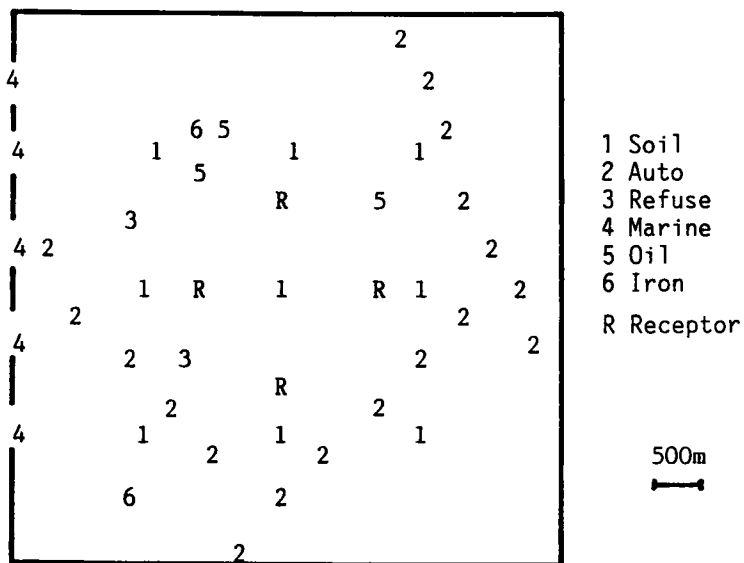 2
4 2
6 5 2
4 1 1 1
5
R 5 2
3
4 2 2
1 R 1 R 1 2
2 2
4 2
2 3 2
R
2 2
4 1 1 1
2 2
6 2
2
1 Soil
2 Auto
3 Refuse
4 Marine
5 Oil
6 Iron
R Receptor
500m